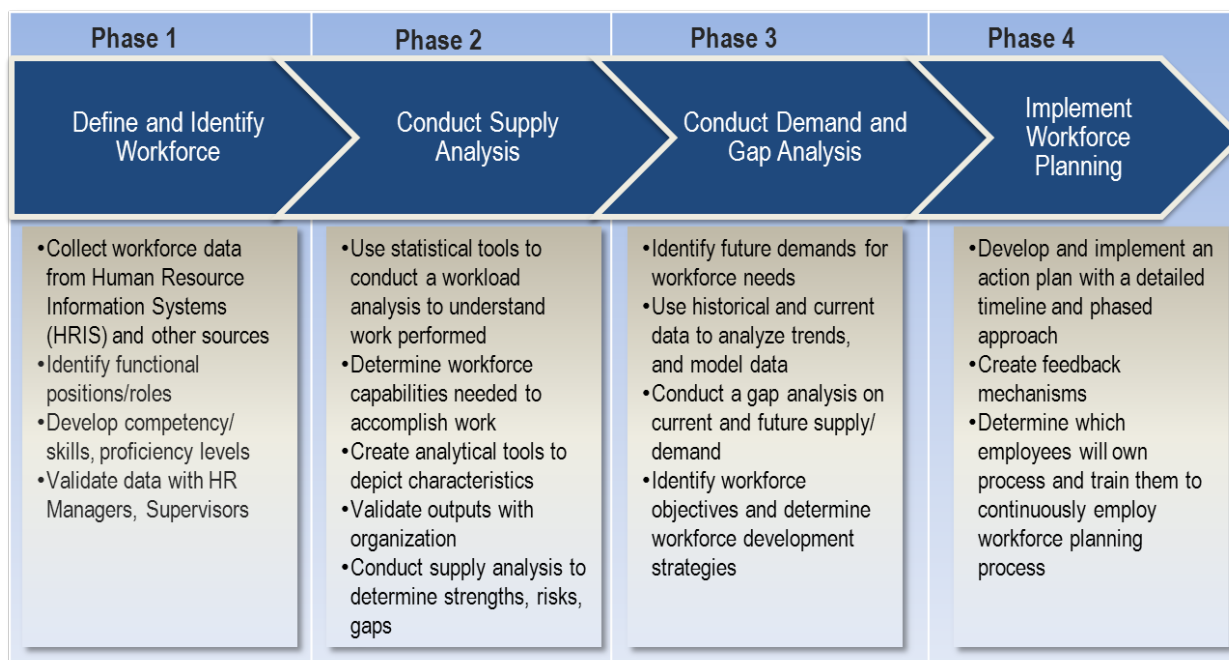 Phase 1
Define and Identify
Workforce
•Collect workforce data
from Human Resource
Information Systems
(HRIS) and other sources
•Identify functional
positions/roles
•Develop competency/
skills, proficiency levels
•Validate data with HR
Managers, Supervisors
Phase 2
Conduct Supply
Analysis
•Use statistical tools to
conduct a workload
analysis to understand
work performed
•Determine workforce
capabilities needed to
accomplish work
•Create analytical tools to
depict characteristics
•Validate outputs with
organization
•Conduct supply analysis to
determine strengths, risks,
gaps
Phase 3
Conduct Demand and
Gap Analysis
•Identify future demands for
workforce needs
•Use historical and current
data to analyze trends,
and model data
•Conduct a gap analysis on
current and future supply/
demand
•Identify workforce
objectives and determine
workforce development
strategies
Phase 4
Implement
Workforce
Planning
•Develop and implement an
action plan with a detailed
timeline and phased
approach
•Create feedback
mechanisms
•Determine which
employees will own
process and train them to
continuously employ
workforce planning
process